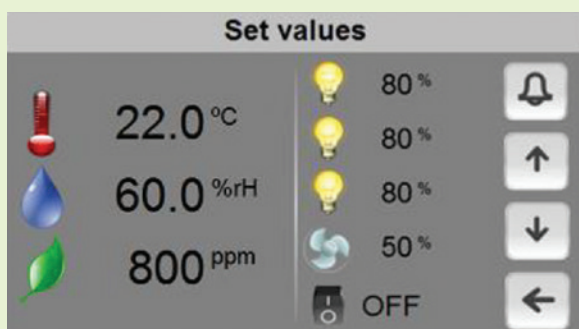 Set values
22.0 °C
60.0 %rH
800 ppm
80 %
80 %
80 %
50 %
OFF